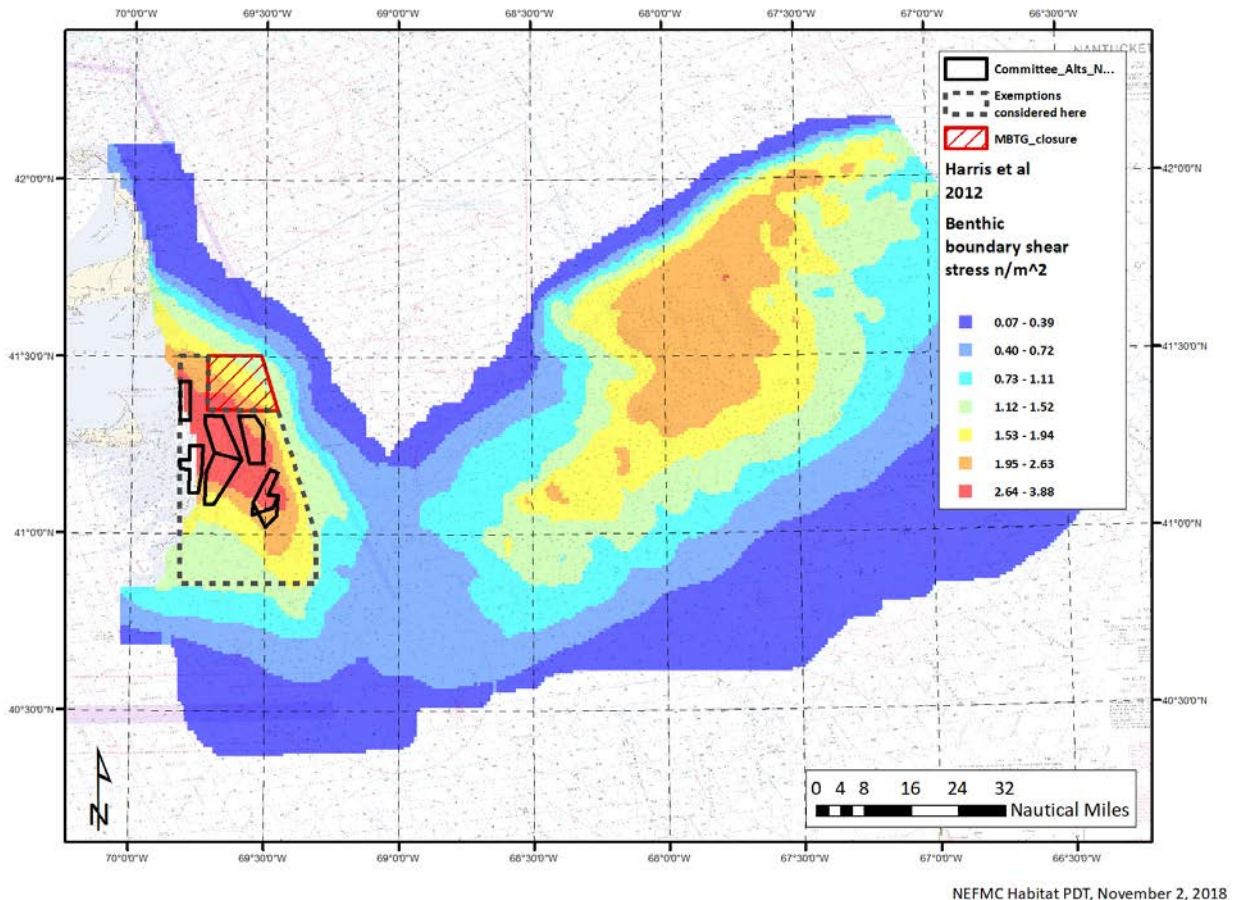 70°0'0"W 69°30'0"W 69°0'0"W 68°30'0"W 68°0'0"W 67°30'0"W 67°0'0"W 66°30'0"W
NANTUCKET
Committee_Alts_N...
Exemptions
considered here
MBTG_closure
Harris et al
2012
Benthic
boundary shear
stress n/m^2
0.07 - 0.39
0.40 - 0.72
0.73 - 1.11
1.12 - 1.52
1.53 - 1.94
1.95 - 2.63
2.64 - 3.88
42°0'0"N 42°0'0"N
41°30'0"N 41°30'0"N
41°0'0"N 41°0'0"N
40°30'0"N 40°30'0"N
N
0 4 8 16 24 32
Nautical Miles
70°0'0"W 69°30'0"W 69°0'0"W 68°30'0"W 68°0'0"W 67°30'0"W 67°0'0"W 66°30'0"W
NEFMC Habitat PDT, November 2, 2018